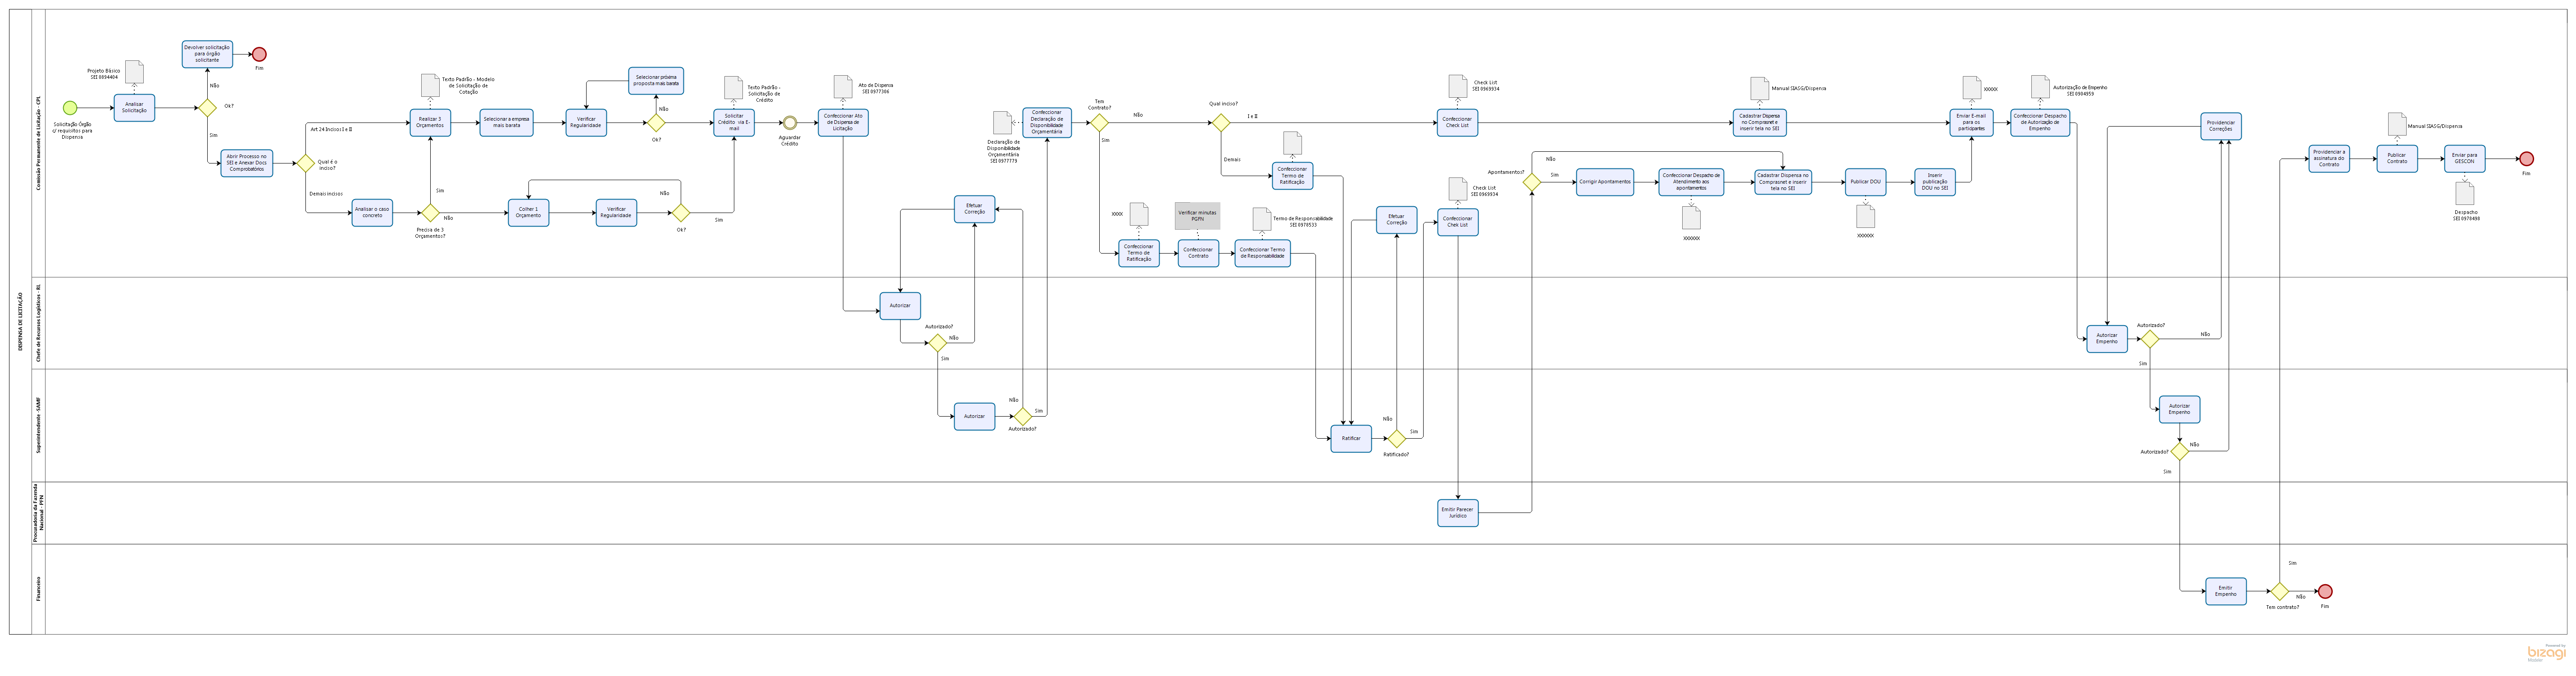 DISPENSA DE LICITAÇÃO
Comissão Permanente de Licitação - CPL
Solicitação Órgão
c/ requisitos para
Dispensa
Projeto Básico
SEI 0894404
Analisar
Solicitação
Ok?
Não
Sim
Devolver solicitação
para órgão
solicitante
Fim
Abrir Processo no
SEI e Anexar Docs
Comprobatórios
Qual é o
inciso?
Art 24 Incisos I e II
Demais incisos
Analisar o caso
concreto
Precisa de 3
Orçamentos?
Sim
Não
Texto Padrão - Modelo
de Solicitação de
Cotação
Realizar 3
Orçamentos
Selecionar a empresa
mais barata
Verificar
Regularidade
Selecionar próxima
proposta mais barata
Não
Ok?
Colher 1
Orçamento
Verificar
Regularidade
Não
Ok?
Sim
Texto Padrão -
Solicitação de
Crédito
Solicitar
Crédito via E-
mail
Aguardar
Crédito
Ato de Dispensa
SEI 0977306
Confeccionar Ato
de Dispensa de
Licitação
Efetuar
Correção
Declaração de
Disponibilidade
Orçamentária
SEI 0977779
Confeccionar
Declaração de
Disponibilidade
Orçamentária
Tem
Contrato?
Não
Sim
XXXX
Confeccionar
Termo de
Ratificação
Verificar minutas
PGFN
Confeccionar
Contrato
Termo de Responsabilidade
SEI 0978533
Confeccionar Termo
de Responsabilidade
Qual inciso?
I e II
Demais
Confeccionar
Termo de
Ratificação
Efetuar
Correção
Check List
SEI 0969934
Confeccionar
Check List
Check List
SEI 0969934
Confeccionar
Chek List
Apontamentos?
Não
Sim
Corrigir Apontamentos
Confeccionar Despacho de
Atendimento aos
apontamentos
XXXXXX
Manual SIASG/Dispensa
Cadastrar Dispensa
no Comprasnet e
inserir tela no SEI
Cadastrar Dispensa no
Comprasnet e inserir
tela no SEI
Publicar DOU
XXXXXX
Inserir
publicação
DOU no SEI
XXXXX
Enviar E-mail
para os
participantes
Autorização de Empenho
SEI 0904959
Confeccionar Despacho
de Autorização de
Empenho
Providenciar
Correções
Providenciar a
assinatura do
Contrato
Manual SIASG/Dispensa
Publicar
Contrato
Enviar para
GESCON
Despacho
SEI 0978498
Fim
Chefe de Recursos Logísticos - RL
Autorizar
Autorizado?
Não
Sim
Autorizar
Empenho
Autorizado?
Não
Sim
Superintendente - SAMF
Autorizar
Não
Sim
Autorizado?
Ratificar
Não
Sim
Ratificado?
Autorizar
Empenho
Autorizado?
Não
Sim
Procuradoria da Fazenda
Nacional - PFN
Emitir Parecer
Jurídico
Financeiro
Emitir
Empenho
Sim
Tem contrato?
Não
Fim
Powered by
bizagi
Modeler